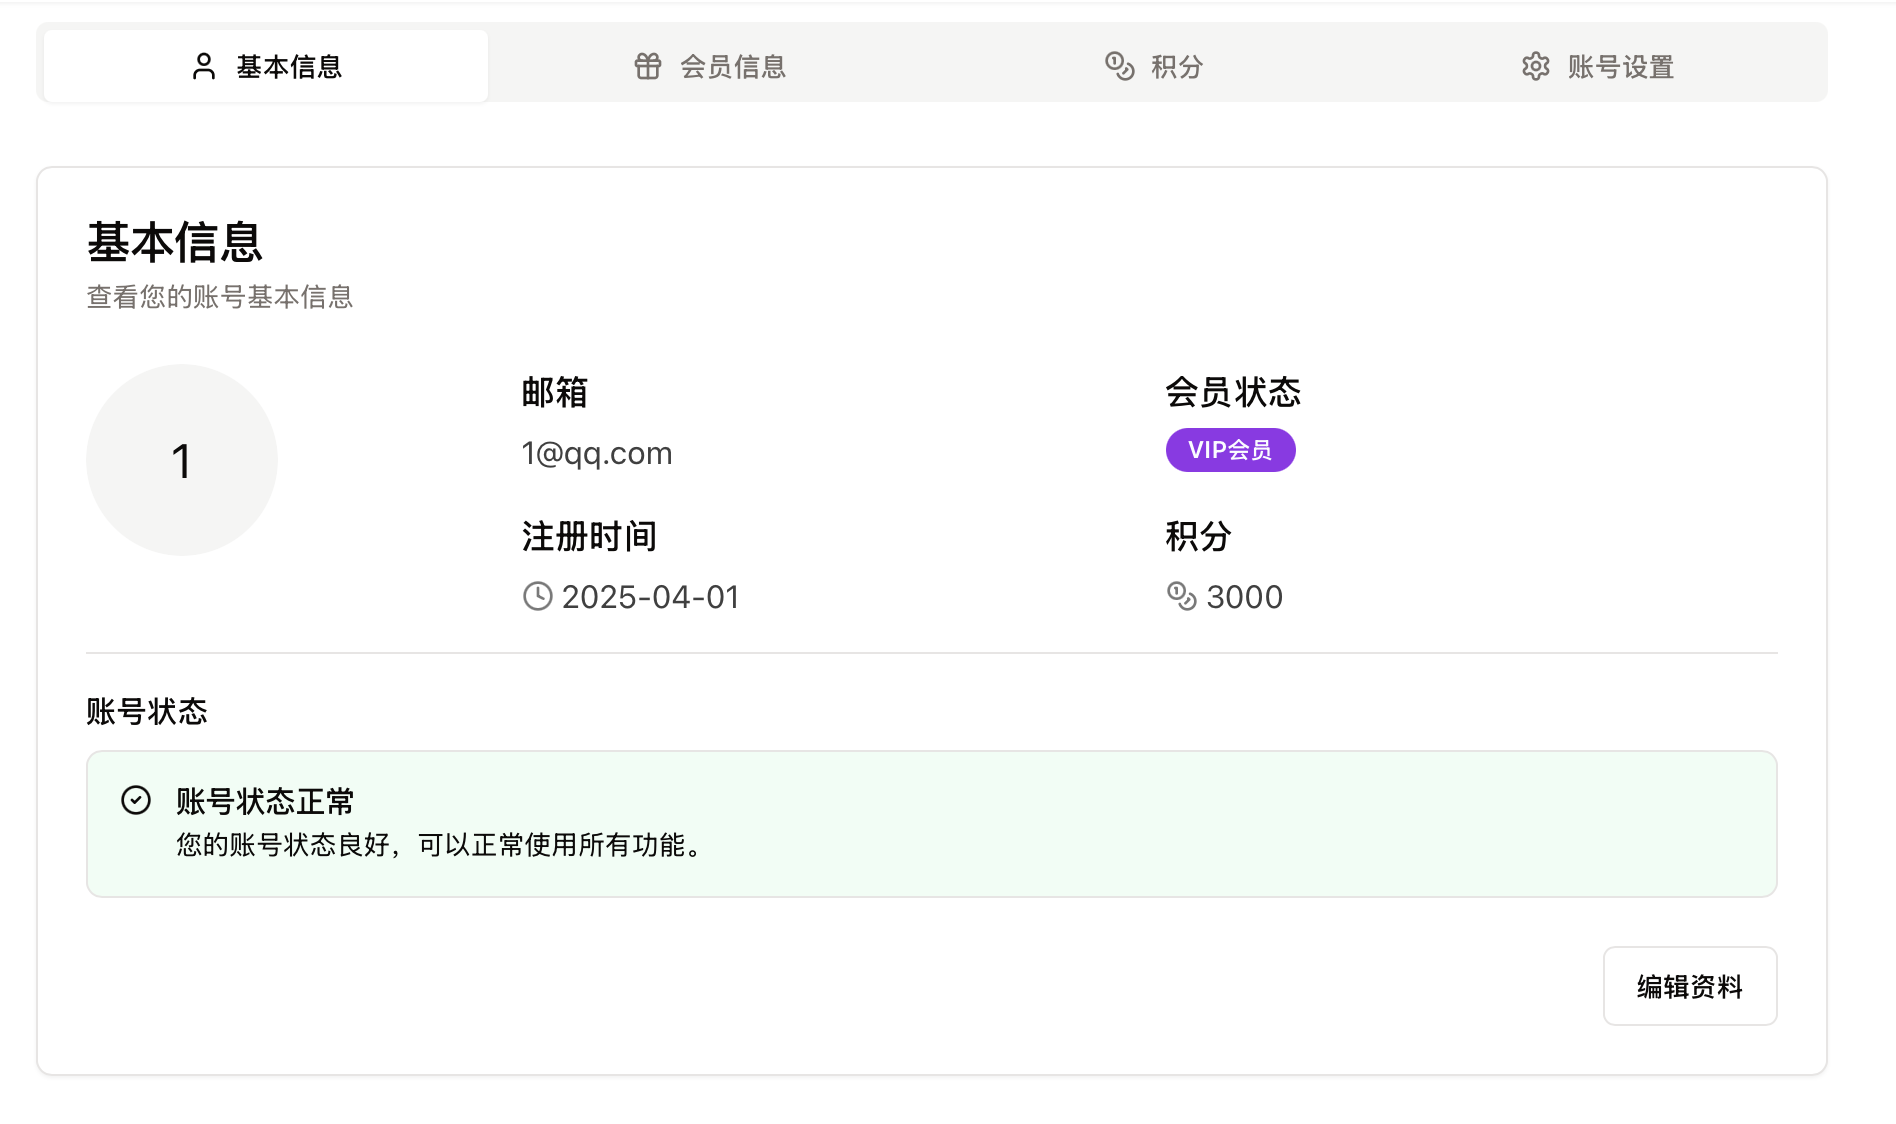 基本信息
会员信息
积分
账号设置
基本信息
查看您的账号基本信息
1
邮箱
1@qq.com
会员状态
VIP会员
注册时间
2025-04-01
积分
3000
账号状态
账号状态正常
您的账号状态良好，可以正常使用所有功能。
编辑资料